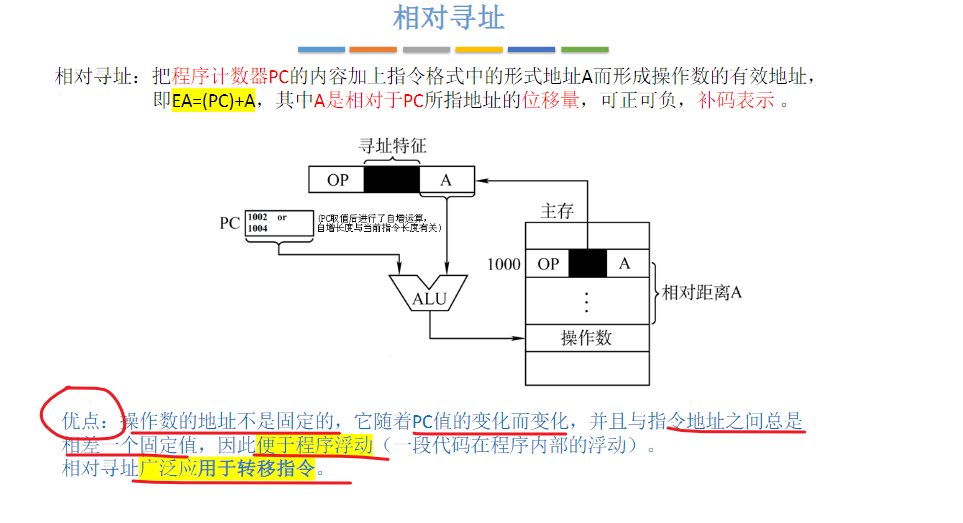 相对寻址
相对寻址：把程序计数器PC的内容加上指令格式中的形式地址A而形成操作数的有效地址，
即EA=(PC)+A，其中A是相对于PC所指地址的位移量，可正可负，补码表示 。
寻址特征
OP A
PC 1002 or
1004
(PC取值后进行了自增运算，
自增长度与当前指令长度有关)
主存
1000 OP A
ALU
⋮
相对距离A
操作数
优点：操作数的地址不是固定的，它随着PC值的变化而变化，并且与指令地址之间总是
相差一个固定值，因此便于程序浮动（一段代码在程序内部的浮动）。
相对寻址广泛应用于转移指令。